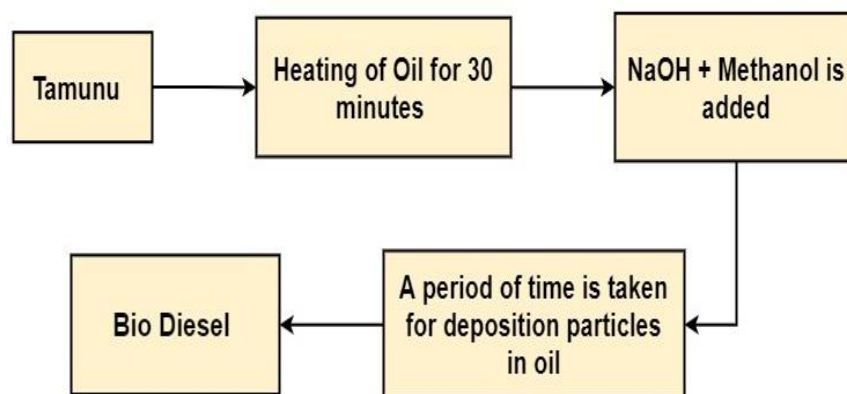 Tamunu
Heating of Oil for 30
minutes
NaOH + Methanol is
added
A period of time is taken
for deposition particles
in oil
Bio Diesel